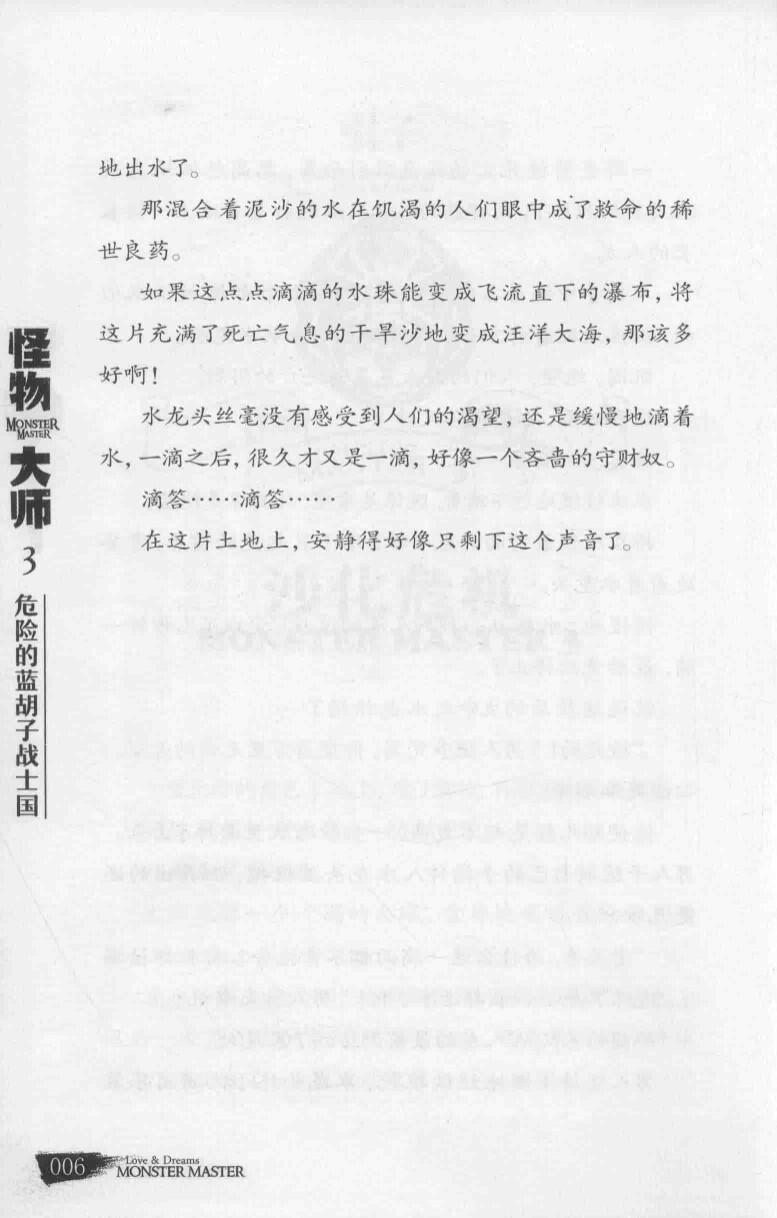 地出水了。
那混合着泥沙的水在饥渴的人们眼中成了救命的稀
世良药。
如果这点点滴滴的水珠能变成飞流直下的瀑布，将
这片充满了死亡气息的干旱沙地变成汪洋大海，那该多
好啊！
水龙头丝毫没有感受到人们的渴望，还是缓慢地滴着
水，一滴之后，很久才又是一滴，好像一个吝啬的守财奴。
滴答……滴答……
在这片土地上，安静得好像只剩下这个声音了。
怪物
MONSTER
MASTER
大师
3
危险的蓝胡子战士国
006
Love & Dreams
MONSTER MASTER